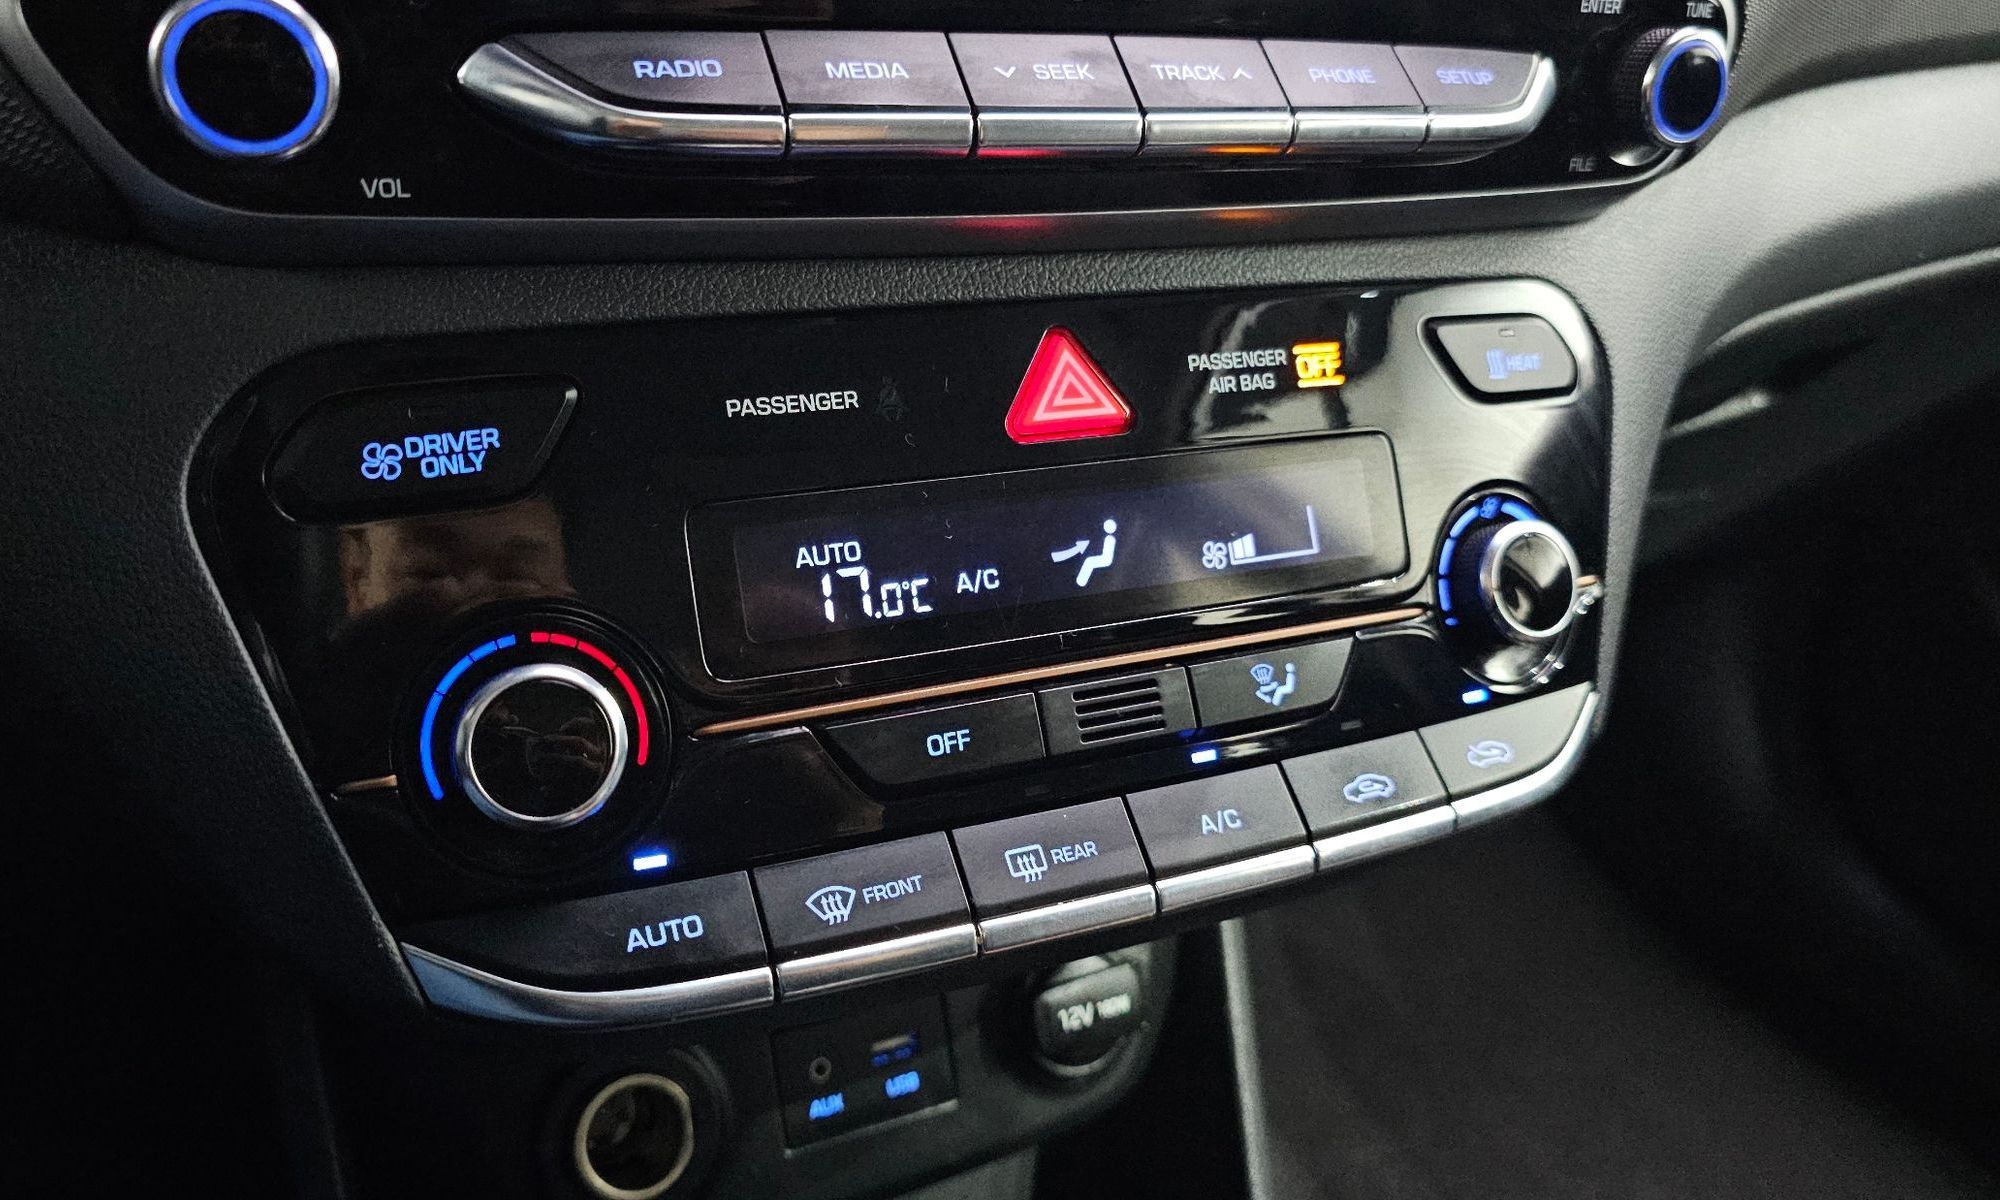 ENTER
TUNE
RADIO
MEDIA
SEEK
TRACK
PHONE
SETUP
FILE
VOL
PASSENGER
PASSENGER
AIR BAG
OFF
HEAT
DRIVER
ONLY
AUTO
17.0°C A/C
OFF
A/C
REAR
FRONT
AUTO
12V 180W
AUX
USB